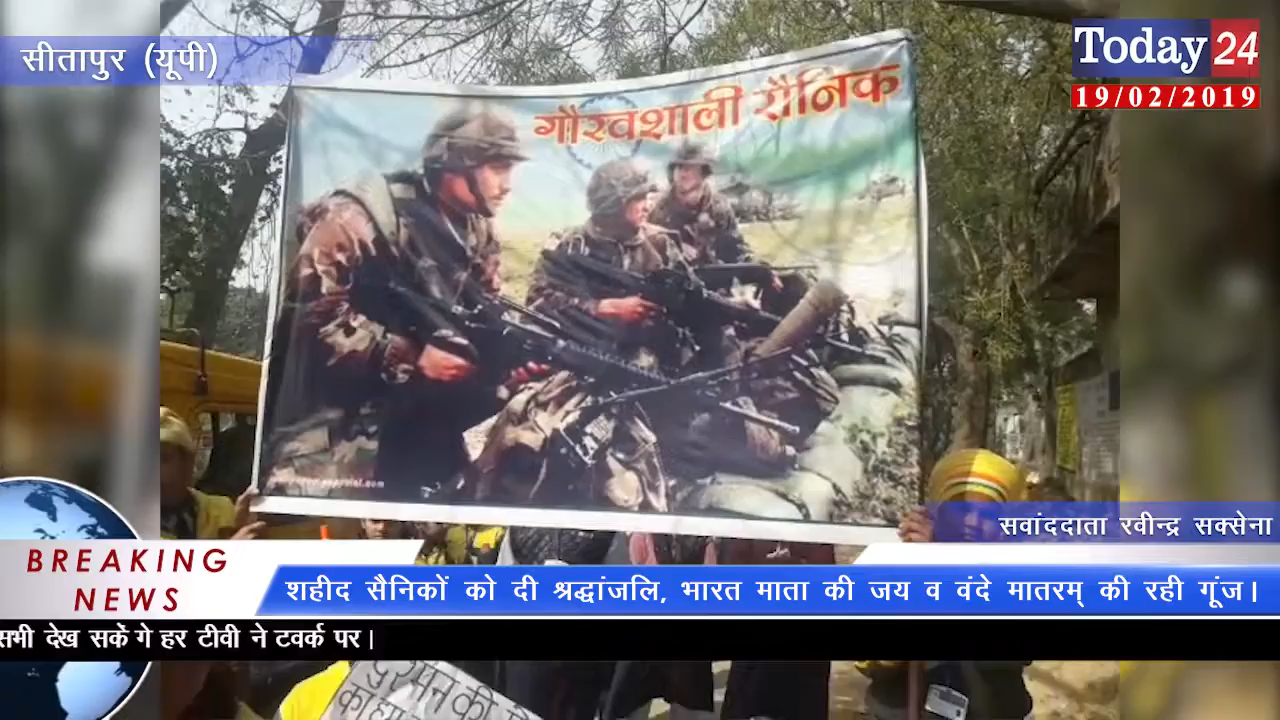 सीतापुर (यूपी)
Today 24
19/02/2019
गौरवशाली सैनिक
सवांददाता रवीन्द्र सक्सेना
BREAKING
NEWS
शहीद सैनिकों को दी श्रद्धांजलि, भारत माता की जय व वंदे मातरम् की रही गूंज।
सभी देख सकें गे हर टीवी ने टवर्क पर|
की